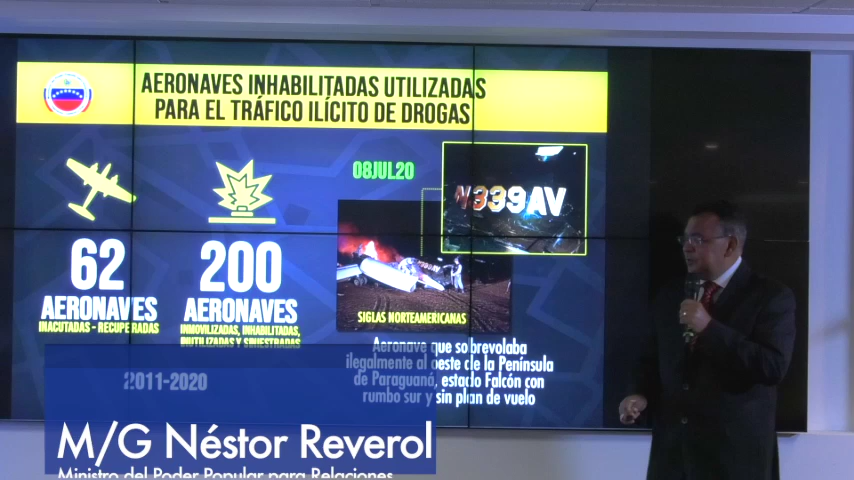 AERONAVES INHABILITADAS UTILIZADAS
PARA EL TRÁFICO ILÍCITO DE DROGAS
62
AERONAVES
INACUTADAS - RECUPERADAS
200
AERONAVES
INMOVILIZADAS, INHABILITADAS,
INUTILIZADAS Y SINIESTRADAS
2011-2020
08JUL20
N339AV
SIGLAS NORTEAMERICANAS
Aeronave que sobrevolaba
ilegalmente al oeste de la Península
de Paraguaná, estado Falcón con
rumbo sur y sin plan de vuelo
M/G Néstor Reverol
Ministro del Poder Popular para Relaciones